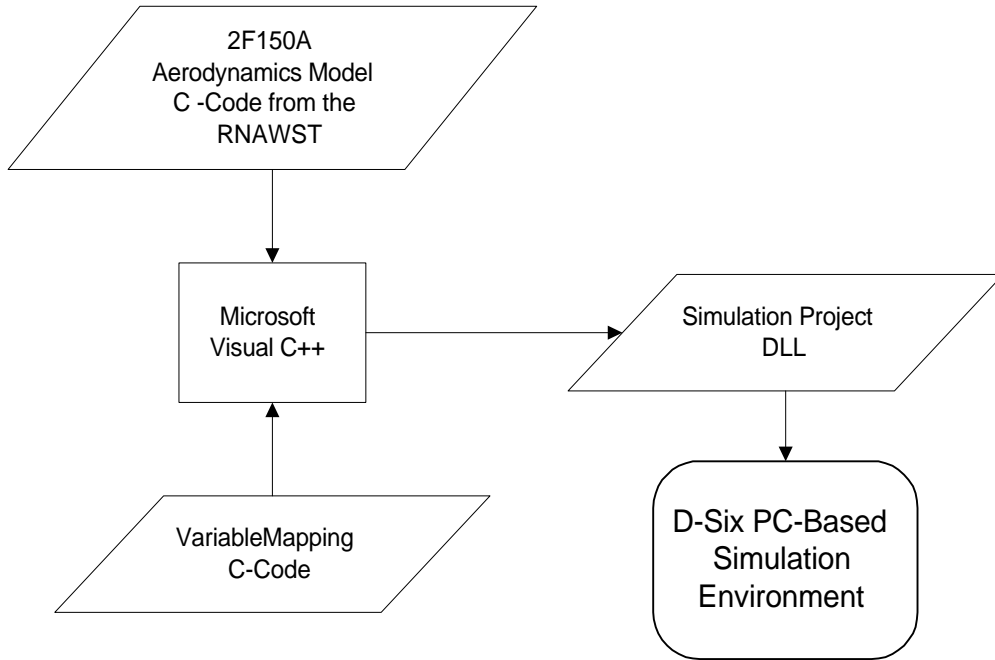 2F150A
Aerodynamics Model
C -Code from the
RNAWST
Microsoft
Visual C++
Simulation Project
DLL
VariableMapping
C-Code
D-Six PC-Based
Simulation
Environment